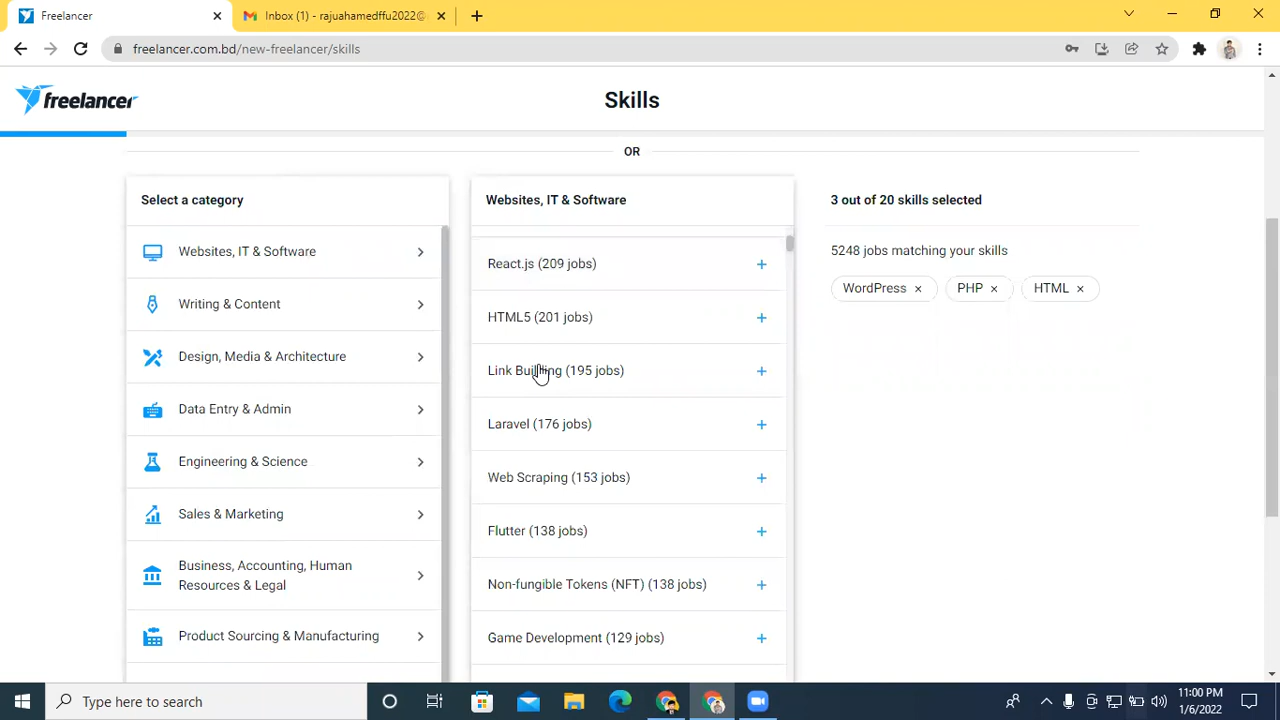 Freelancer
Inbox (1) - rajuahamedffu2022@
freelancer.com.bd/new-freelancer/skills
freelancer
Skills
OR
Select a category
Websites, IT & Software
Writing & Content
Design, Media & Architecture
Data Entry & Admin
Engineering & Science
Sales & Marketing
Business, Accounting, Human
Resources & Legal
Product Sourcing & Manufacturing
Websites, IT & Software
React.js (209 jobs)
HTML5 (201 jobs)
Link Building (195 jobs)
Laravel (176 jobs)
Web Scraping (153 jobs)
Flutter (138 jobs)
Non-fungible Tokens (NFT) (138 jobs)
Game Development (129 jobs)
3 out of 20 skills selected
5248 jobs matching your skills
WordPress × PHP × HTML ×
Type here to search
11:00 PM
1/6/2022